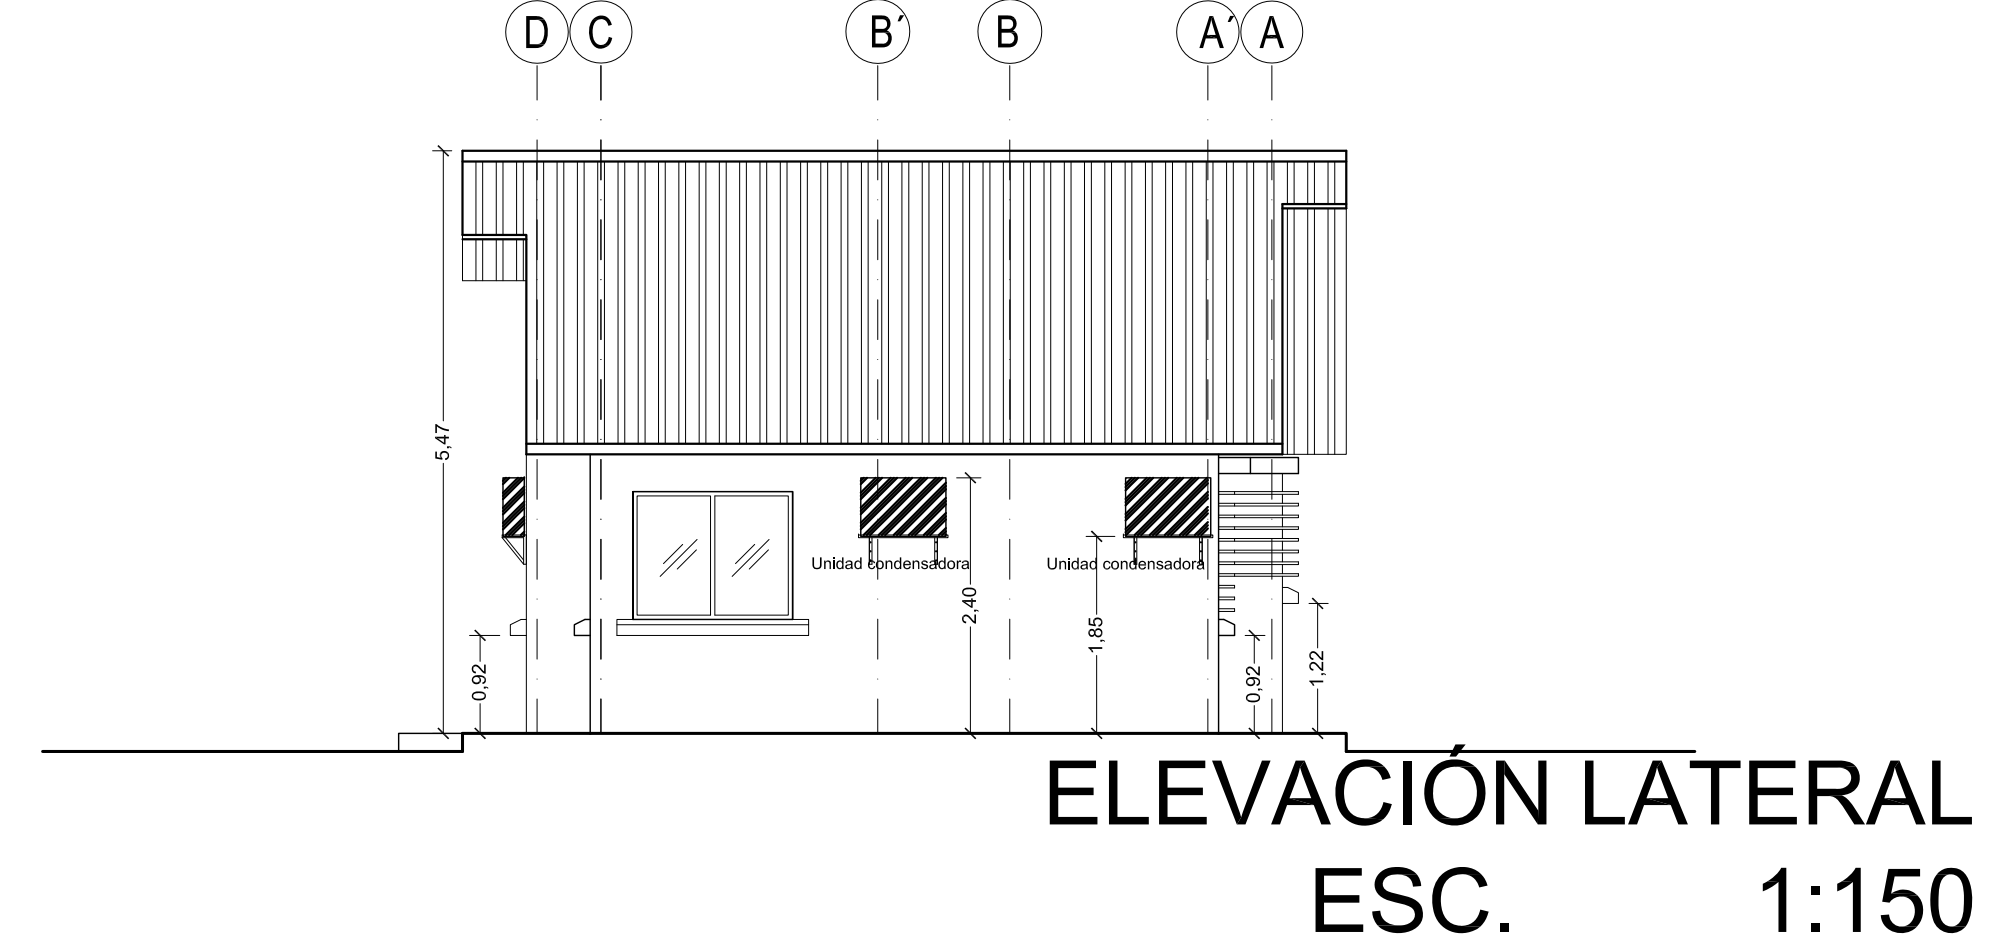 D C B´ B A´ A
5,47
Unidad condensadora
Unidad condensadora
2,40
1,85
0,92
0,92
1,22
ELEVACIÓN LATERAL
ESC. 1:150